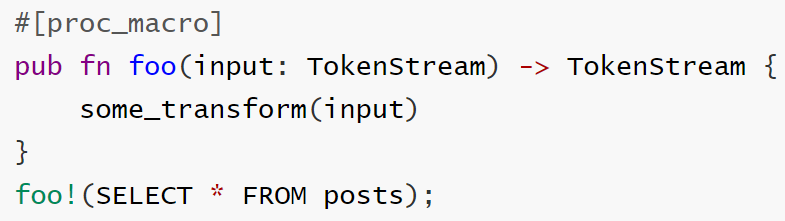 #[proc_macro]
pub fn foo(input: TokenStream) -> TokenStream {
    some_transform(input)
}
foo!(SELECT * FROM posts);